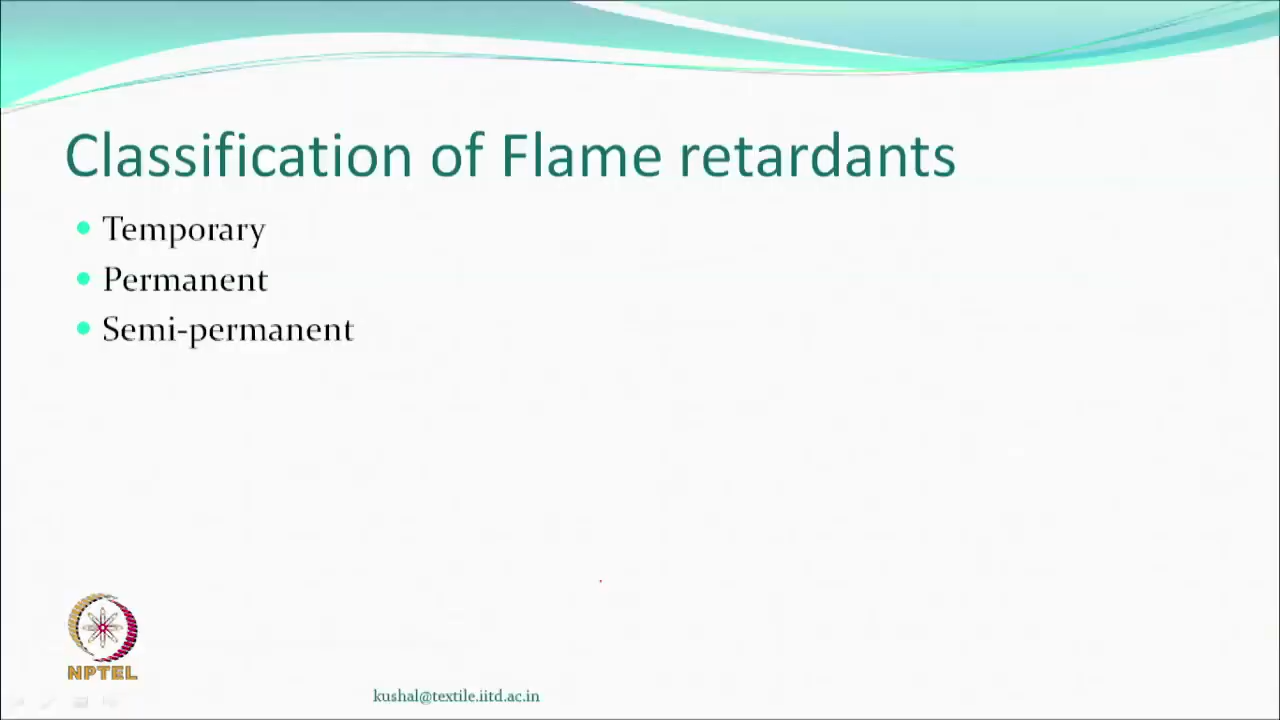 Classification of Flame retardants
Temporary
Permanent
Semi-permanent
NPTEL
kushal@textile.iitd.ac.in